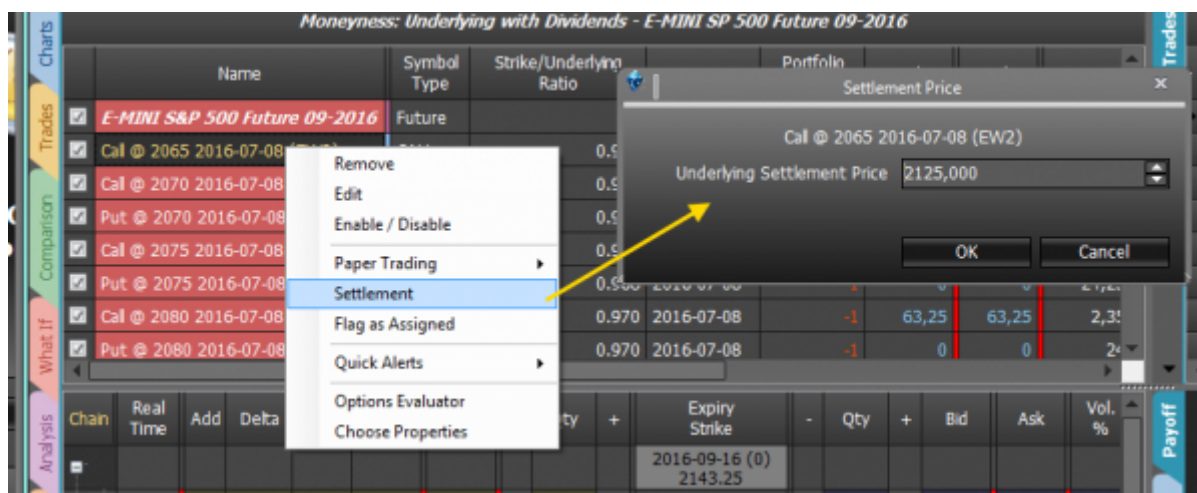 Moneyness: Underlying with Dividends - E-MINI SP 500 Future 09-2016
Charts
Trades
Comparison
What If
Analysis
Name
Symbol Type
Strike/Underlying Ratio
Portfolio
E-MINI S&P 500 Future 09-2016 Future
Call @ 2065 2016-07-08 (EW2)
Call @ 2070 2016-07-08
Put @ 2070 2016-07-08
Call @ 2075 2016-07-08
Put @ 2075 2016-07-08
Call @ 2080 2016-07-08 0.970 2016-07-08 -1 63,25 63,25
Put @ 2080 2016-07-08 0.970 2016-07-08 -1 0 0
Remove
Edit
Enable / Disable
Paper Trading
Settlement
Flag as Assigned
Quick Alerts
Options Evaluator
Choose Properties
Settlement Price
Call @ 2065 2016-07-08 (EW2)
Underlying Settlement Price 2125,000
OK Cancel
Chain Real Time Add Delta + Expiry Strike - Qty + Bid Ask Vol. %
2016-09-16 (0)
2143.25
Trades
Payoff